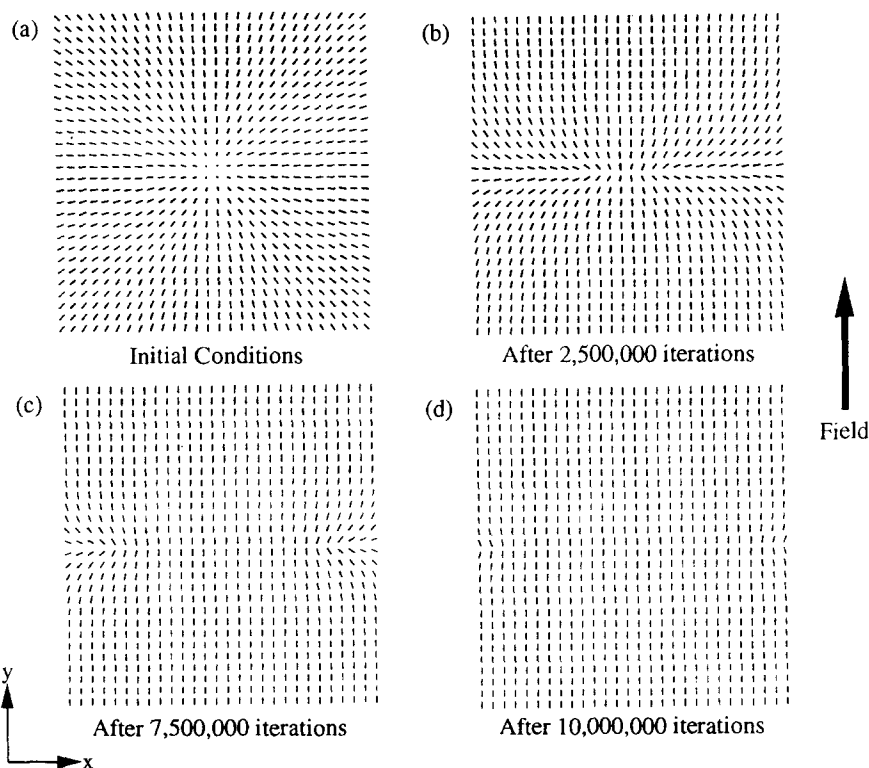 (a)
(b)
Initial Conditions
After 2,500,000 iterations
(c)
(d)
Field
After 7,500,000 iterations
After 10,000,000 iterations
y
x